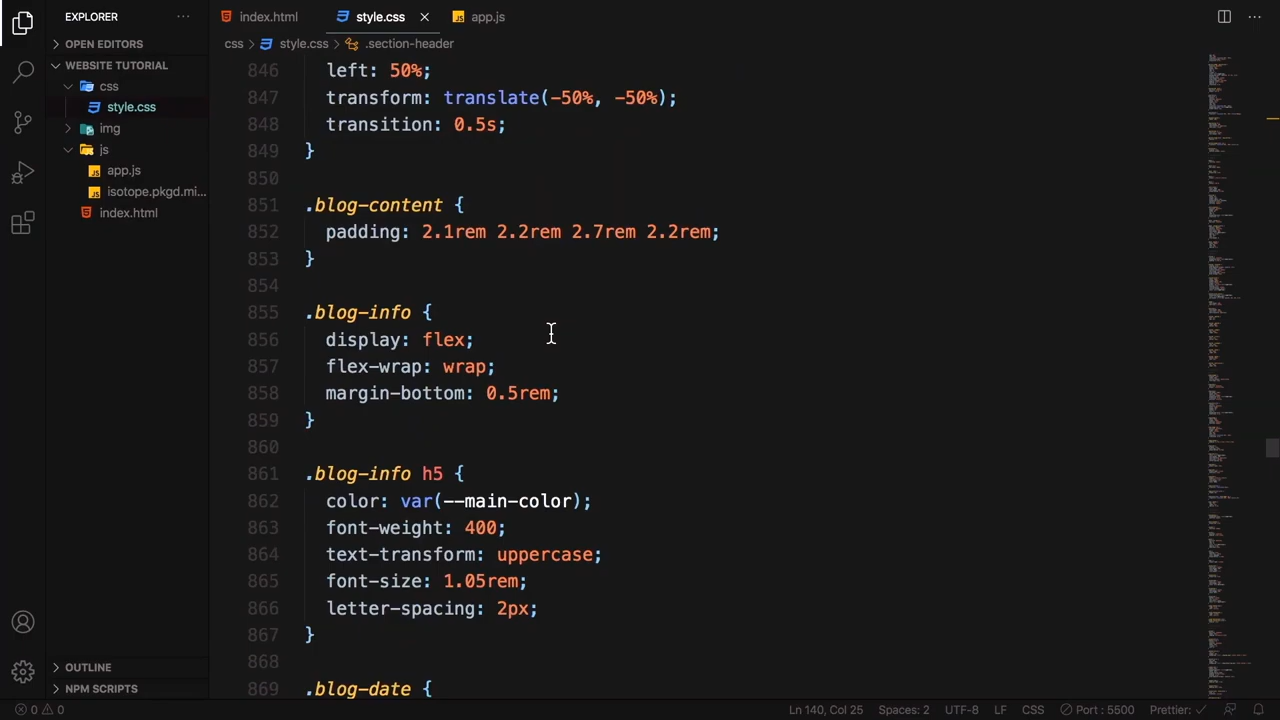 EXPLORER
index.html
style.css
app.js
OPEN EDITORS
css
style.css
.section-header
WEBSITE TUTORIAL
css
style.css
img
js
app.js
isotope.pkgd.mi...
index.html
846 left: 50%;
847 transform: translate(-50%, -50%);
848 transition: 0.5s;
849 }
850
851 .blog-content {
852 padding: 2.1rem 2.2rem 2.7rem 2.2rem;
853 }
854
855 .blog-info {
856 display: flex;
857 flex-wrap: wrap;
858 margin-bottom: 0.5rem;
859 }
860
861 .blog-info h5 {
862 color: var(--main-color);
863 font-weight: 400;
864 text-transform: uppercase;
865 font-size: 1.05rem;
866 letter-spacing: 2px;
867 }
868
869 .blog-date {
OUTLINE
NPM SCRIPTS
0 0
Ln 140, Col 25 Spaces: 2 UTF-8 LF CSS Port : 5500 Prettier: